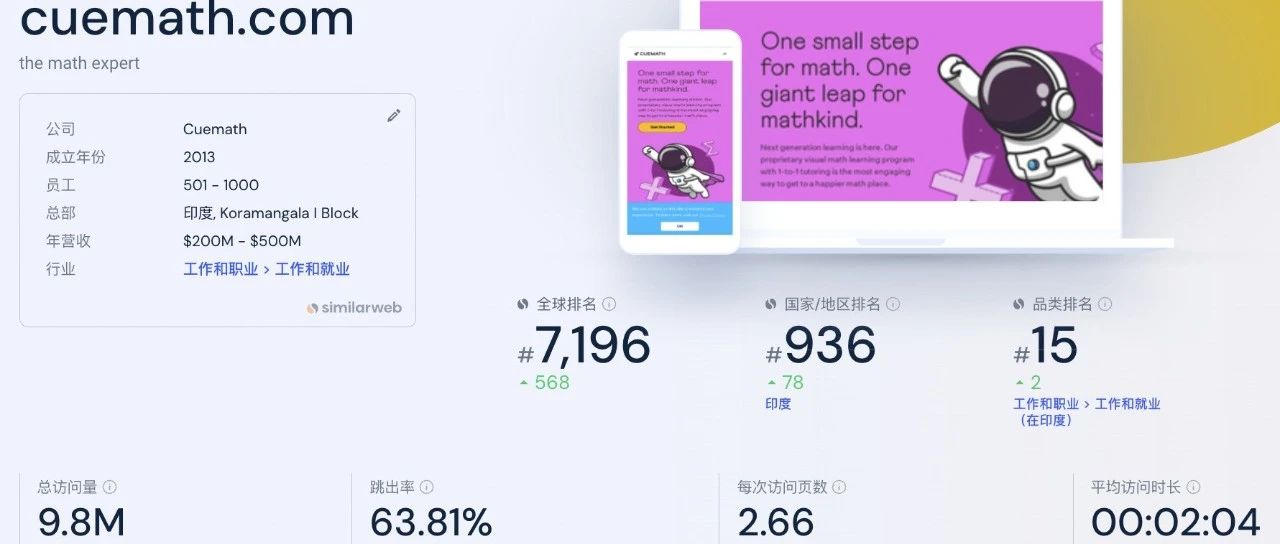 cuemath.com
the math expert
公司 Cuemath
成立年份 2013
员工 501 - 1000
总部 印度, Koramangala I Block
年营收 $200M - $500M
行业 工作和职业 > 工作和就业
similarweb
CUEMATH
One small step for
math. One giant leap
for mathkind.
Get Started
One small step
for math. One
giant leap for
mathkind.
Next generation learning is here. Our
proprietary visual math learning program
with 1-to-1 tutoring is the most engaging
way to get to a happier math place.
全球排名
#7,196
568
国家/地区排名
#936
78
印度
品类排名
#15
2
工作和职业 > 工作和就业
(在印度)
总访问量
9.8M
跳出率
63.81%
每次访问页数
2.66
平均访问时长
00:02:04